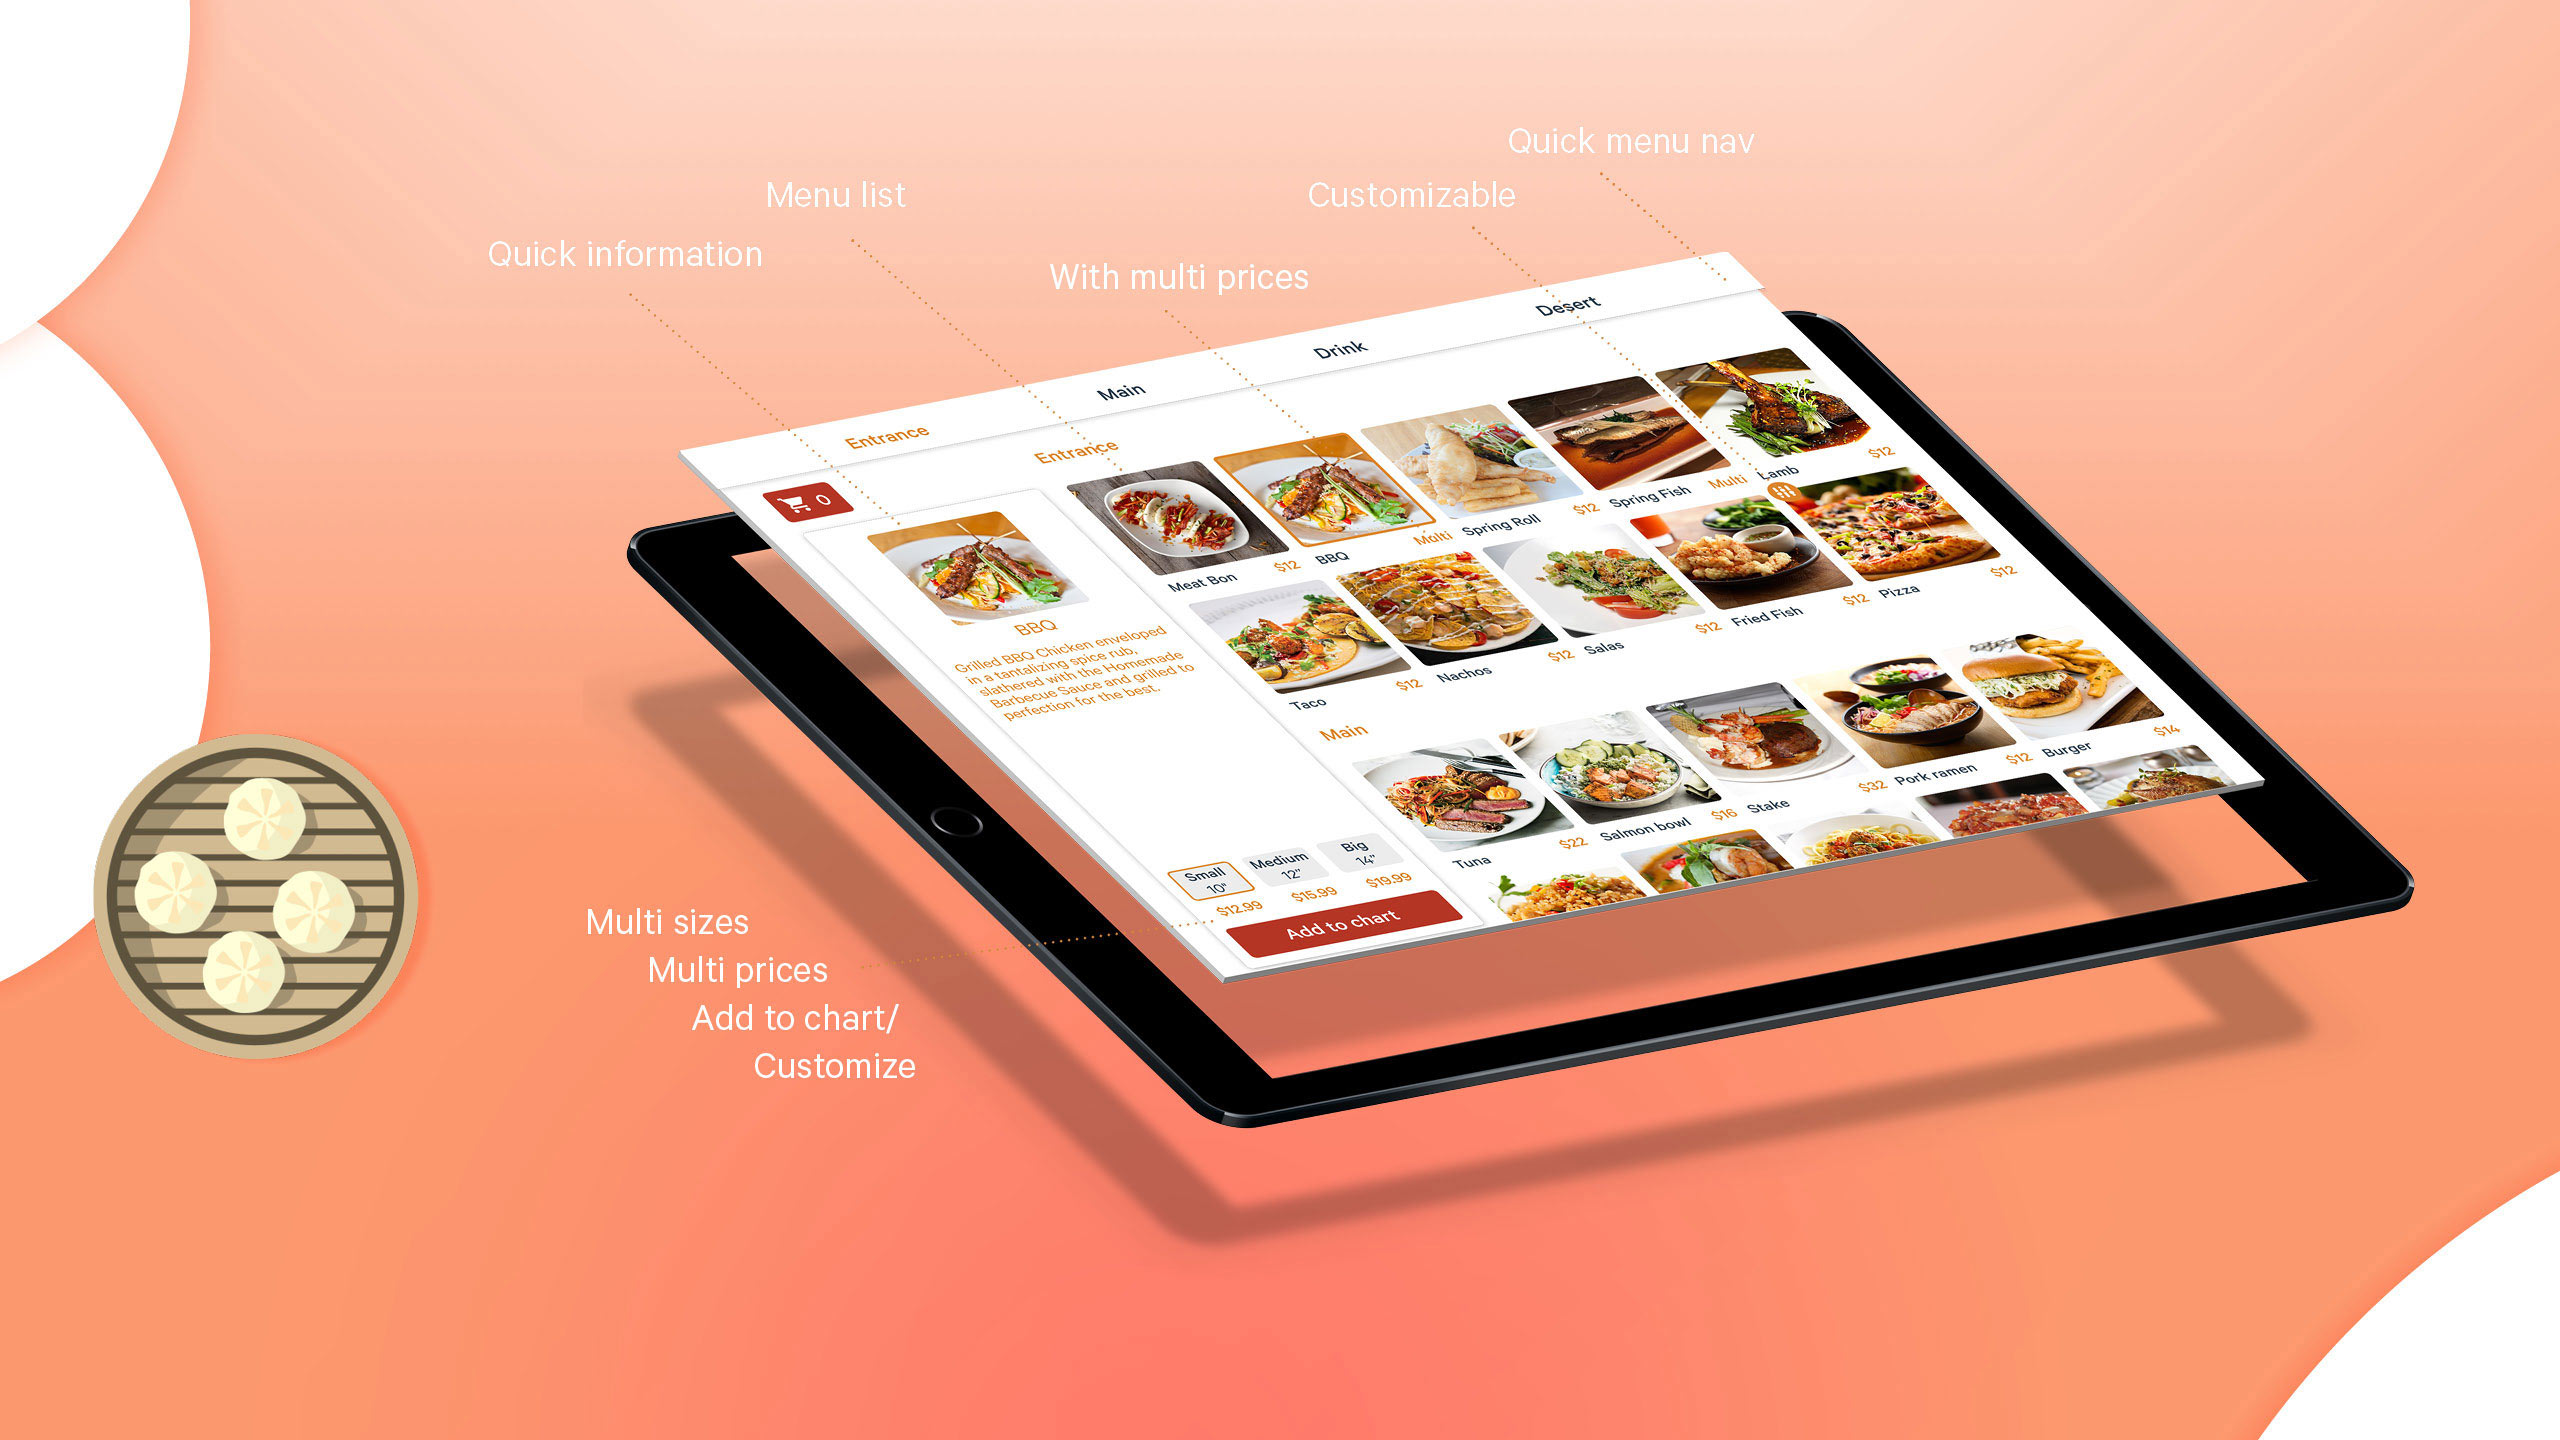 Quick menu nav
Menu list
Customizable
Quick information
With multi prices
Entrance
Main
Drink
Desert
0
Entrance
Meat Bon $12
BBQ Multi
Spring Roll $12
Spring Fish Multi
Lamb $12
Taco $12
Nachos $12
Salas $12
Fried Fish $12
Pizza $12
BBQ
Grilled BBQ Chicken enveloped
in a tantalizing spice rub,
slathered with the Homemade
Barbecue Sauce and grilled to
perfection for the best.
Main
Tuna $22
Salmon bowl $16
Stake $32
Pork ramen $12
Burger $14
Small
10"
$12.99
Medium
12"
$15.99
Big
14"
$19.99
Add to chart
Multi sizes
Multi prices
Add to chart/
Customize